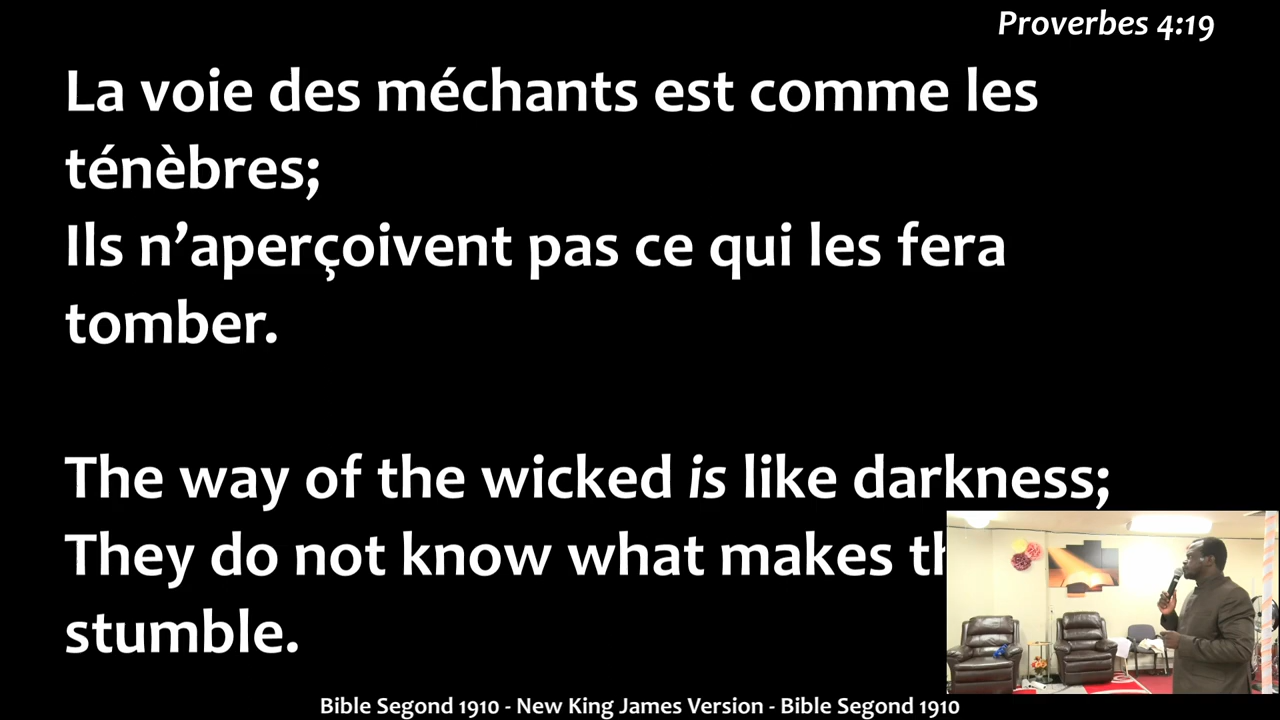 Proverbes 4:19
La voie des méchants est comme les
ténèbres;
Ils n’aperçoivent pas ce qui les fera
tomber.
The way of the wicked is like darkness;
They do not know what makes
stumble.
Bible Segond 1910 - New King James Version - Bible Segond 1910